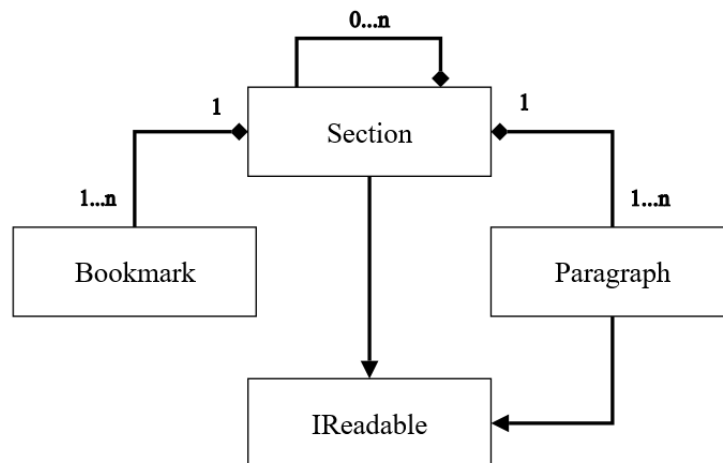 0...n
1
1
Section
1...n
1...n
Bookmark
Paragraph
IReadable